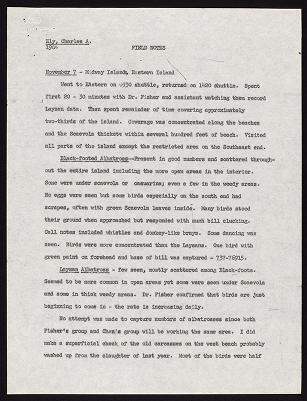 Ely, Charles A.
1966
FIELD NOTES
November 7 - Midway Islands, Eastern Island
Went to Eastern on 0930 shuttle, returned on 1420 shuttle. Spent
first 20 - 30 minutes with Dr. Fisher and assistant watching them record
Laysan data. Then spent remainder of time covering approximately
two-thirds of the island. Coverage was concentrated along the beaches
and the Scaevola thickets within several hundred feet of beach. Visited
all parts of the island except the restricted area on the Southeast end.
Black-footed Albatross--Present in good numbers and scattered through-
out the entire island including the more open areas in the interior.
Some were under scaevola or casuarina; even a few in the weedy areas.
No eggs were seen but some birds especially on the south end had
scrapes, often with green Scaevola leaves inside. Many birds stood
their ground when approached but responded with much bill clacking.
Call notes included whistles and donkey-like brays. Some dancing was
seen. Birds were more concentrated than the Laysans. One bird with
green paint on forehead and base of bill was captured - 737-76915.
Laysan Albatross - few seen, mostly scattered among Black-foots.
Seemed to be more common in open areas yet some were seen under Scaevola
and some in thick weedy areas. Dr. Fisher confirmed that birds are just
beginning to come in - the rate is increasing daily.
No attempt was made to capture numbers of albatrosses since both
Fisher's group and Chan's group will be working the same area. I did
make a superficial check of the old carcasses on the west beach probably
washed up from the slaughter of last year. Most of the birds were half